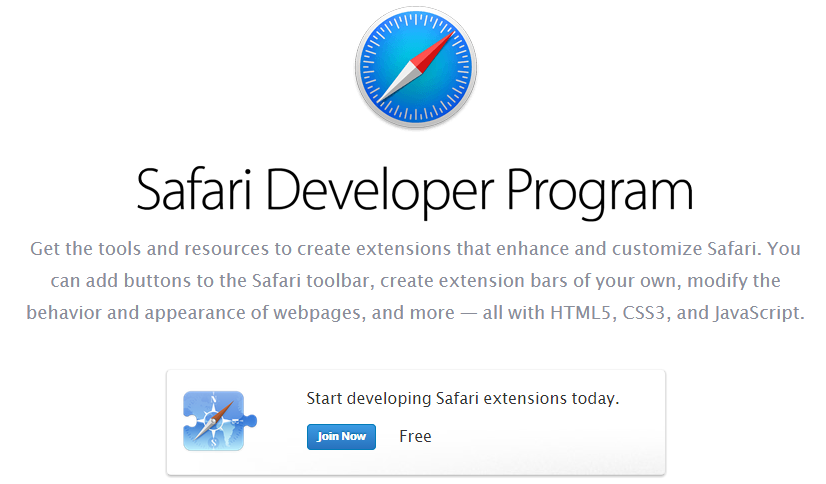 Safari Developer Program
Get the tools and resources to create extensions that enhance and customize Safari. You
can add buttons to the Safari toolbar, create extension bars of your own, modify the
behavior and appearance of webpages, and more — all with HTML5, CSS3, and JavaScript.
Start developing Safari extensions today.
Join Now Free
N
S